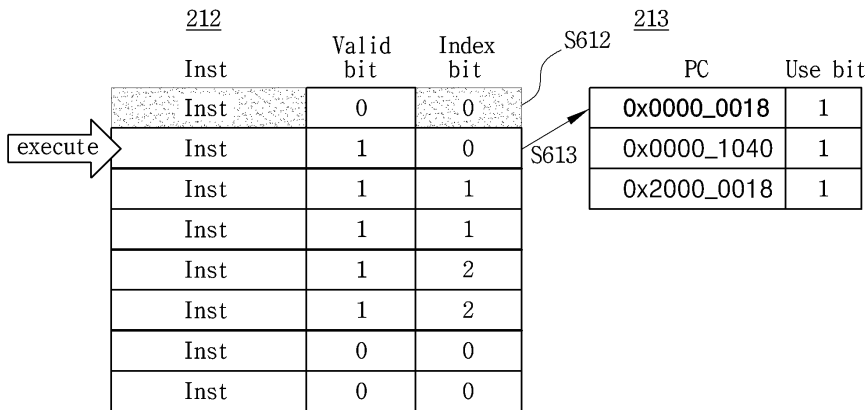 212
213
S612
Inst Valid bit Index bit
PC Use bit
Inst 0 0
0x0000_0018 1
execute Inst 1 0
S613
0x0000_1040 1
Inst 1 1
0x2000_0018 1
Inst 1 1
Inst 1 2
Inst 1 2
Inst 0 0
Inst 0 0